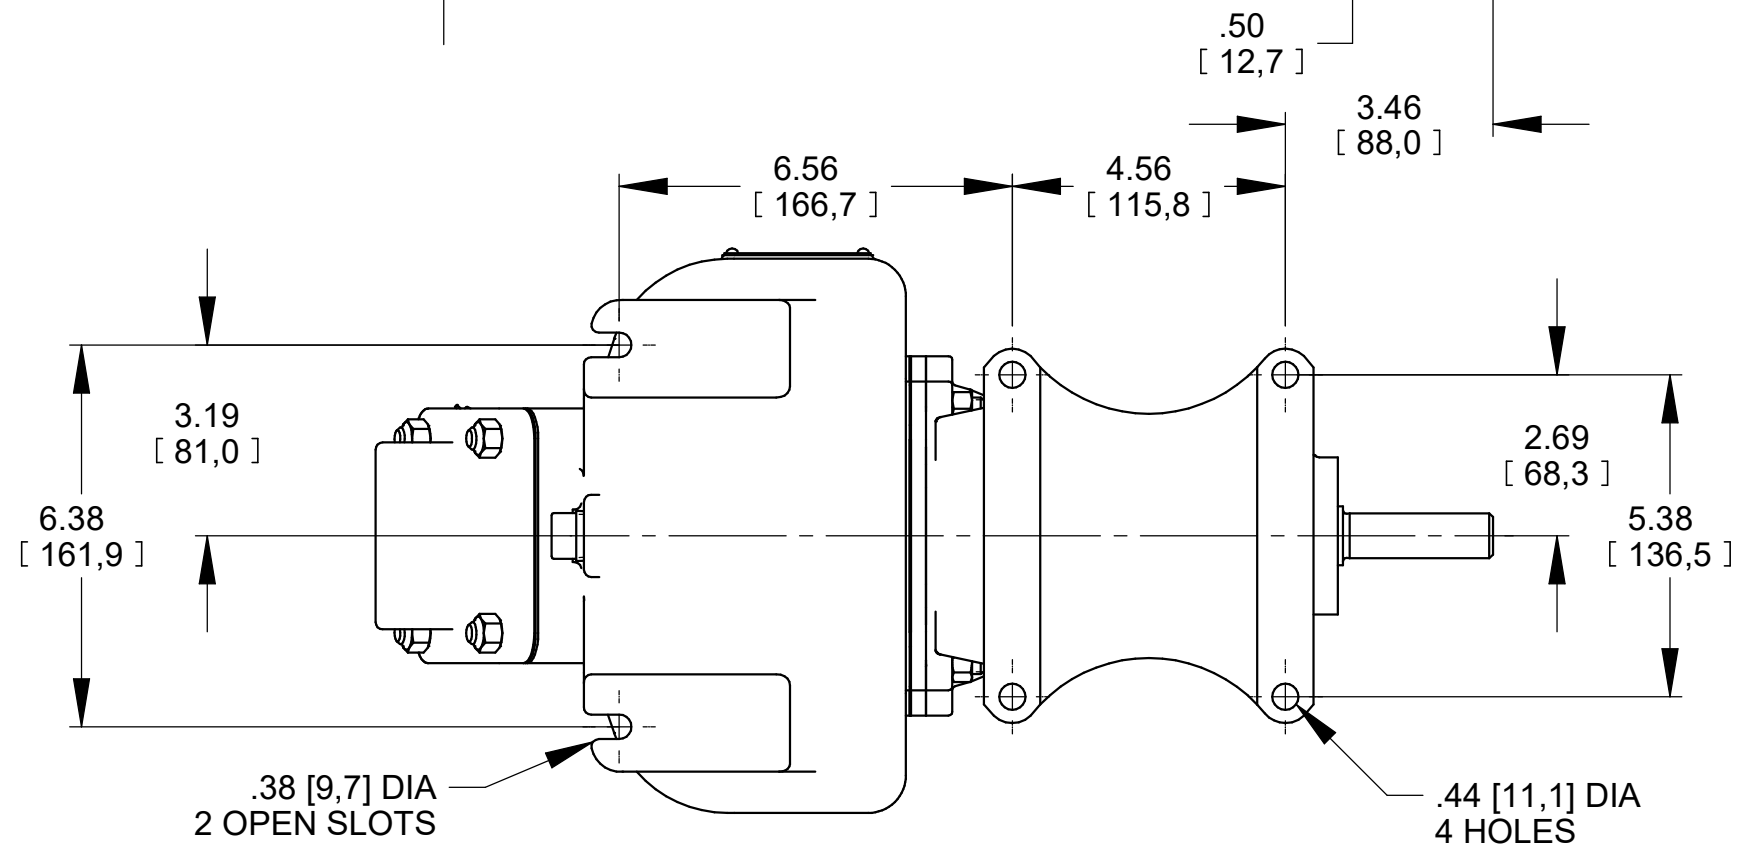 .50
[ 12,7 ]
3.46
[ 88,0 ]
6.56
[ 166,7 ]
4.56
[ 115,8 ]
3.19
[ 81,0 ]
2.69
[ 68,3 ]
6.38
[ 161,9 ]
5.38
[ 136,5 ]
.38 [9,7] DIA
2 OPEN SLOTS
.44 [11,1] DIA
4 HOLES